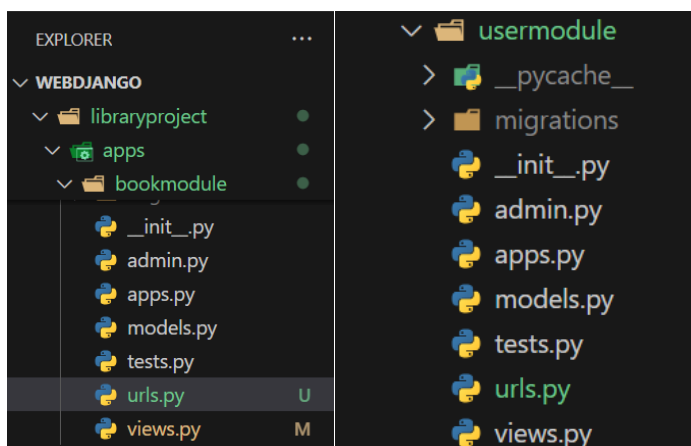 EXPLORER
WEBDJANGO
libraryproject
apps
bookmodule
__init__.py
admin.py
apps.py
models.py
tests.py
urls.py U
views.py M
usermodule
__pycache__
migrations
__init__.py
admin.py
apps.py
models.py
tests.py
urls.py
views.py